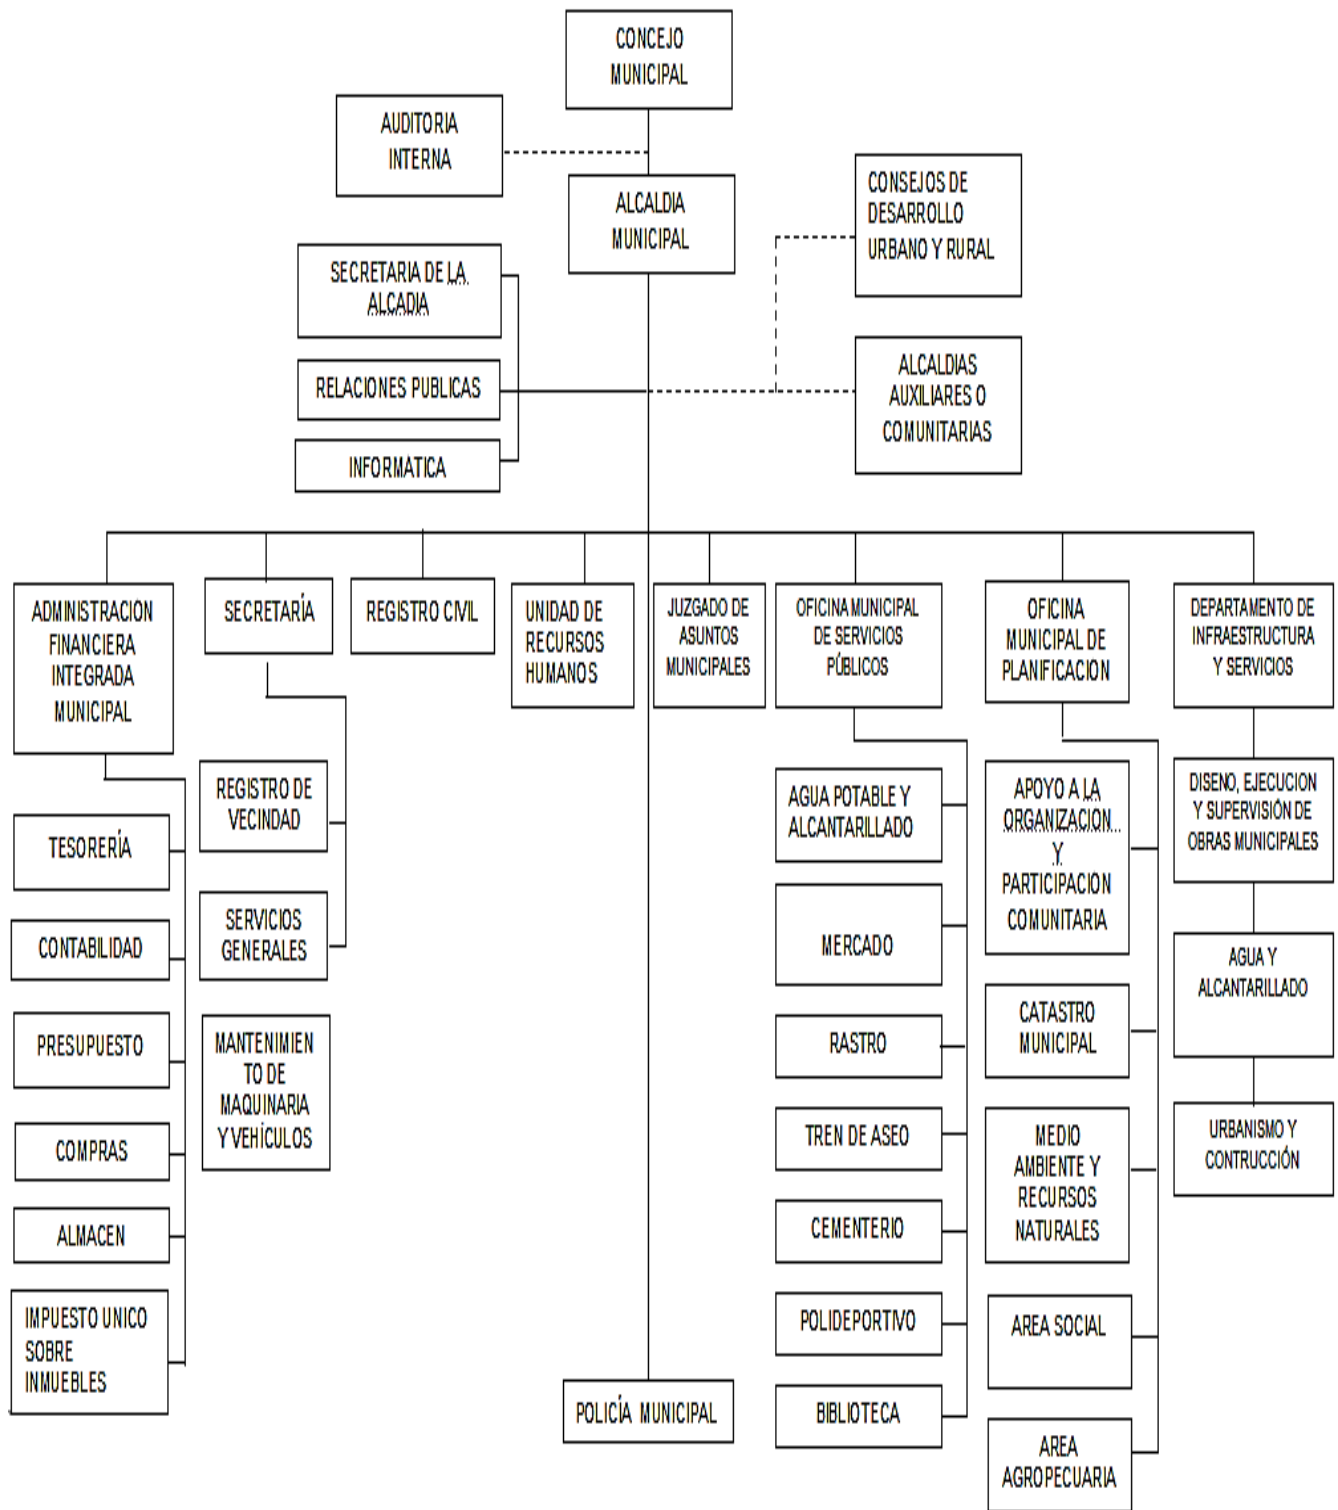 CONCEJO
MUNICIPAL
AUDITORIA
INTERNA
ALCALDIA
MUNICIPAL
CONSEJOS DE
DESARROLLO
URBANO Y RURAL
SECRETARIA DE LA
ALCADIA
RELACIONES PUBLICAS
INFORMATICA
ALCALDIAS
AUXILIARES O
COMUNITARIAS
ADMINISTRACIÓN
FINANCIERA
INTEGRADA
MUNICIPAL
SECRETARÍA
REGISTRO CIVIL
UNIDAD DE
RECURSOS
HUMANOS
JUZGADO DE
ASUNTOS
MUNICIPALES
OFICINA MUNICIPAL
DE SERVICIOS
PÚBLICOS
OFICINA
MUNICIPAL DE
PLANIFICACION
DEPARTAMENTO DE
INFRAESTRUCTURA
Y SERVICIOS
TESORERÍA
CONTABILIDAD
PRESUPUESTO
COMPRAS
ALMACEN
IMPUESTO UNICO
SOBRE
INMUEBLES
REGISTRO DE
VECINDAD
SERVICIOS
GENERALES
MANTENIMIEN
TO DE
MAQUINARIA
Y VEHÍCULOS
POLICÍA MUNICIPAL
AGUA POTABLE Y
ALCANTARILLADO
MERCADO
RASTRO
TREN DE ASEO
CEMENTERIO
POLIDEPORTIVO
BIBLIOTECA
APOYO A LA
ORGANIZACION
Y
PARTICIPACION
COMUNITARIA
CATASTRO
MUNICIPAL
MEDIO
AMBIENTE Y
RECURSOS
NATURALES
AREA SOCIAL
AREA
AGROPECUARIA
DISENO, EJECUCION
Y SUPERVISIÓN DE
OBRAS MUNICIPALES
AGUA Y
ALCANTARILLADO
URBANISMO Y
CONTRUCCIÓN